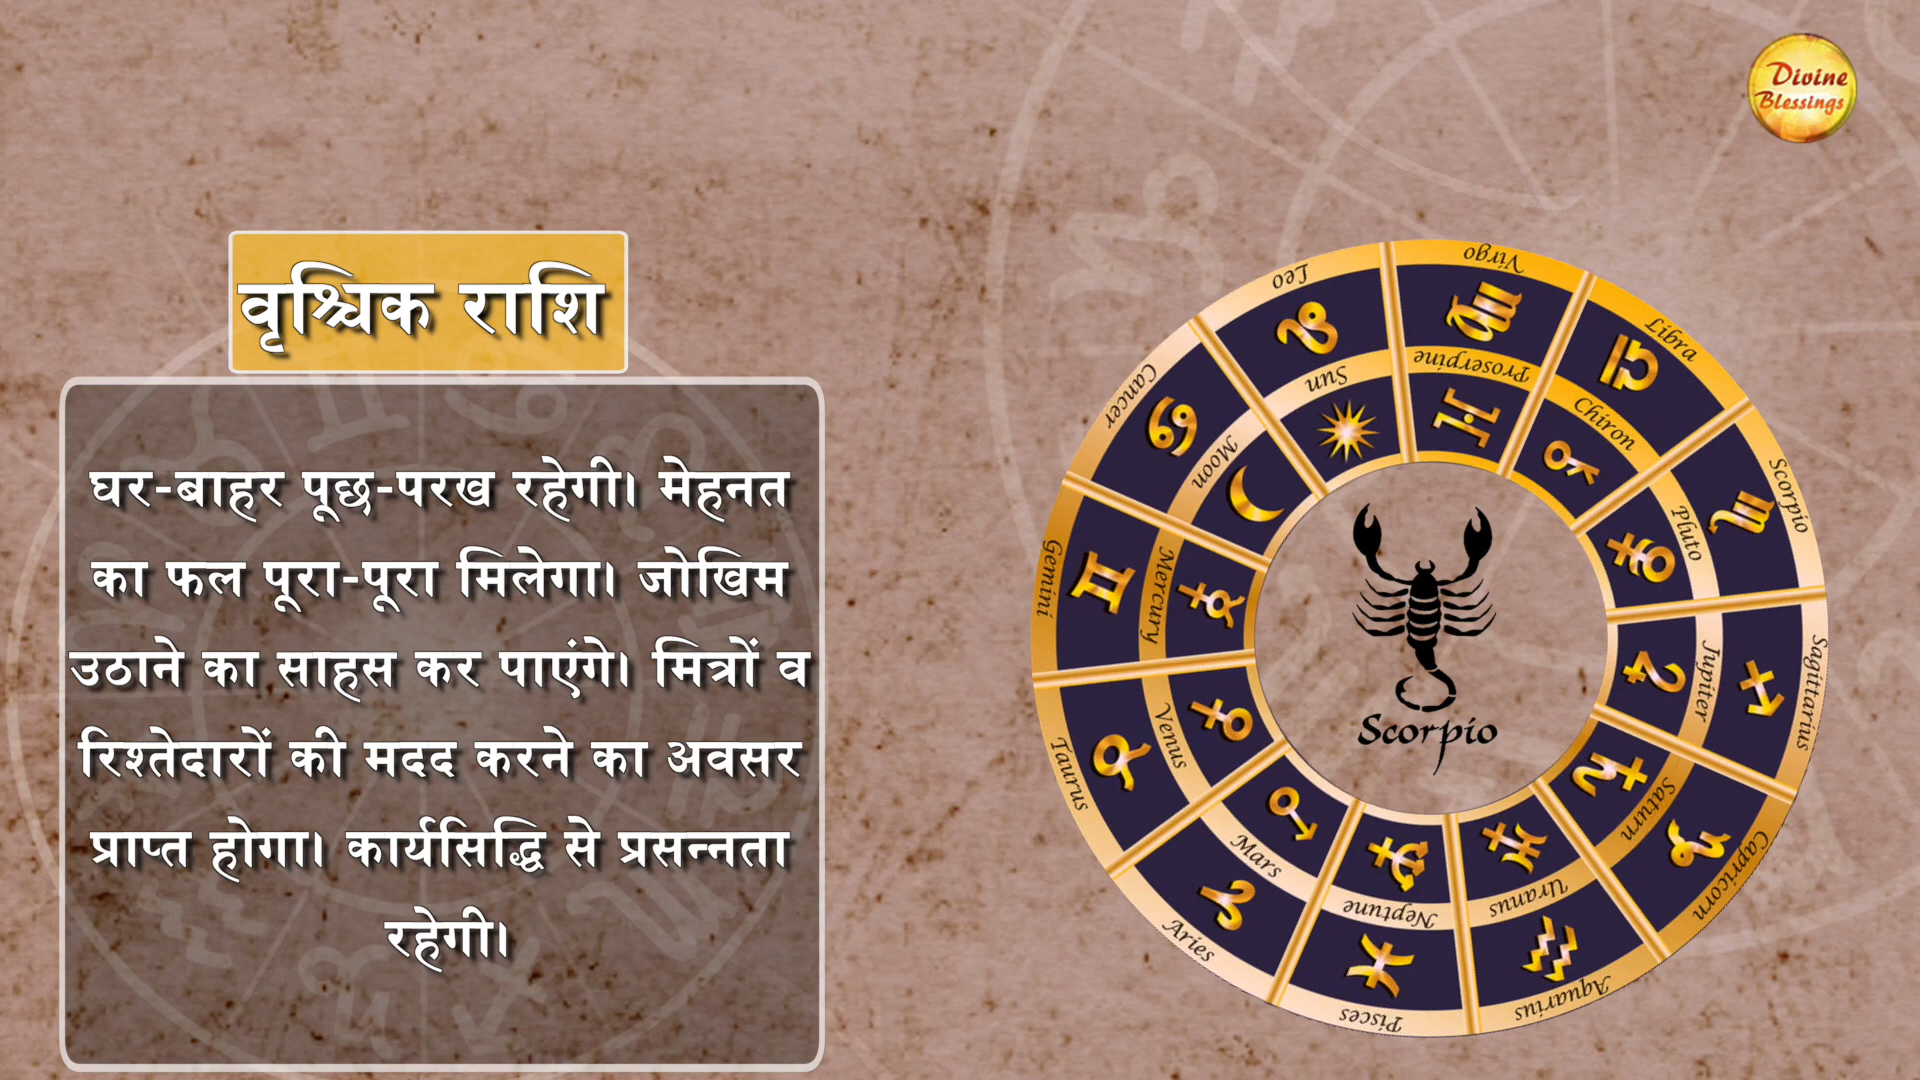 Divine
Blessings
वृश्चिक राशि
घर-बाहर पूछ-परख रहेगी। मेहनत
का फल पूरा-पूरा मिलेगा। जोखिम
उठाने का साहस कर पाएंगे। मित्रों व
रिश्तेदारों की मदद करने का अवसर
प्राप्त होगा। कार्यसिद्धि से प्रसन्नता
रहेगी।
Virgo
Libra
Scorpio
Sagittarius
Capricorn
Aquarius
Pisces
Aries
Taurus
Gemini
Cancer
Leo
Proserpine
Chiron
Pluto
Jupiter
Saturn
Uranus
Neptune
Mars
Venus
Mercury
Moon
Sun
Scorpio